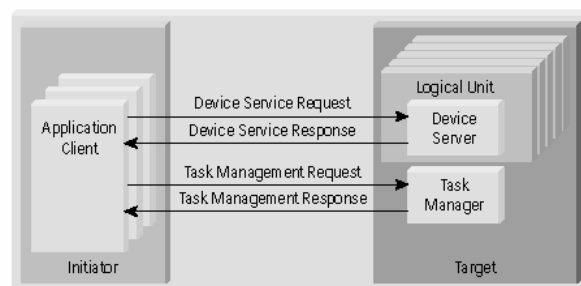 Application
Client
Initiator
Device Service Request
Device Service Response
Task Management Request
Task Management Response
Logical Unit
Device
Server
Task
Manager
Target